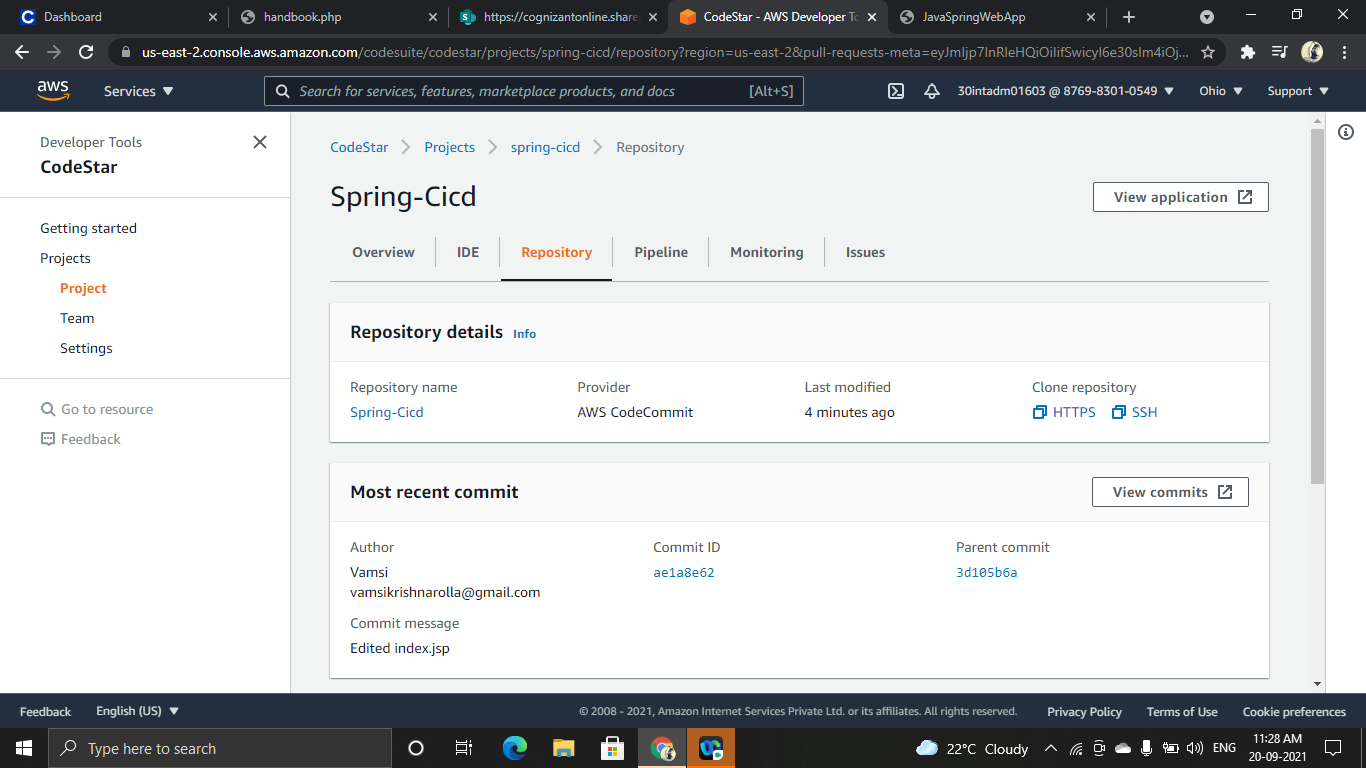 Dashboard
handbook.php
https://cognizantonline.share
CodeStar - AWS Developer To
JavaSpringWebApp
us-east-2.console.aws.amazon.com/codesuite/codestar/projects/spring-cicd/repository?region=us-east-2&pull-requests-meta=
aws
Services
Search for services, features, marketplace products, and docs
[Alt+S]
30intadm01603 @ 8769-8301-0549
Ohio
Support
Developer Tools
CodeStar
Getting started
Projects
Project
Team
Settings
Go to resource
Feedback
CodeStar
Projects
spring-cicd
Repository
Spring-Cicd
View application
Overview
IDE
Repository
Pipeline
Monitoring
Issues
Repository details Info
Repository name
Spring-Cicd
Provider
AWS CodeCommit
Last modified
4 minutes ago
Clone repository
HTTPS
SSH
Most recent commit
View commits
Author
Vamsi
vamsikrishnarolla@gmail.com
Commit ID
ae1a8e62
Parent commit
3d105b6a
Commit message
Edited index.jsp
Feedback
English (US)
© 2008 - 2021, Amazon Internet Services Private Ltd. or its affiliates. All rights reserved.
Privacy Policy
Terms of Use
Cookie preferences
Type here to search
22°C Cloudy
ENG
11:28 AM
20-09-2021